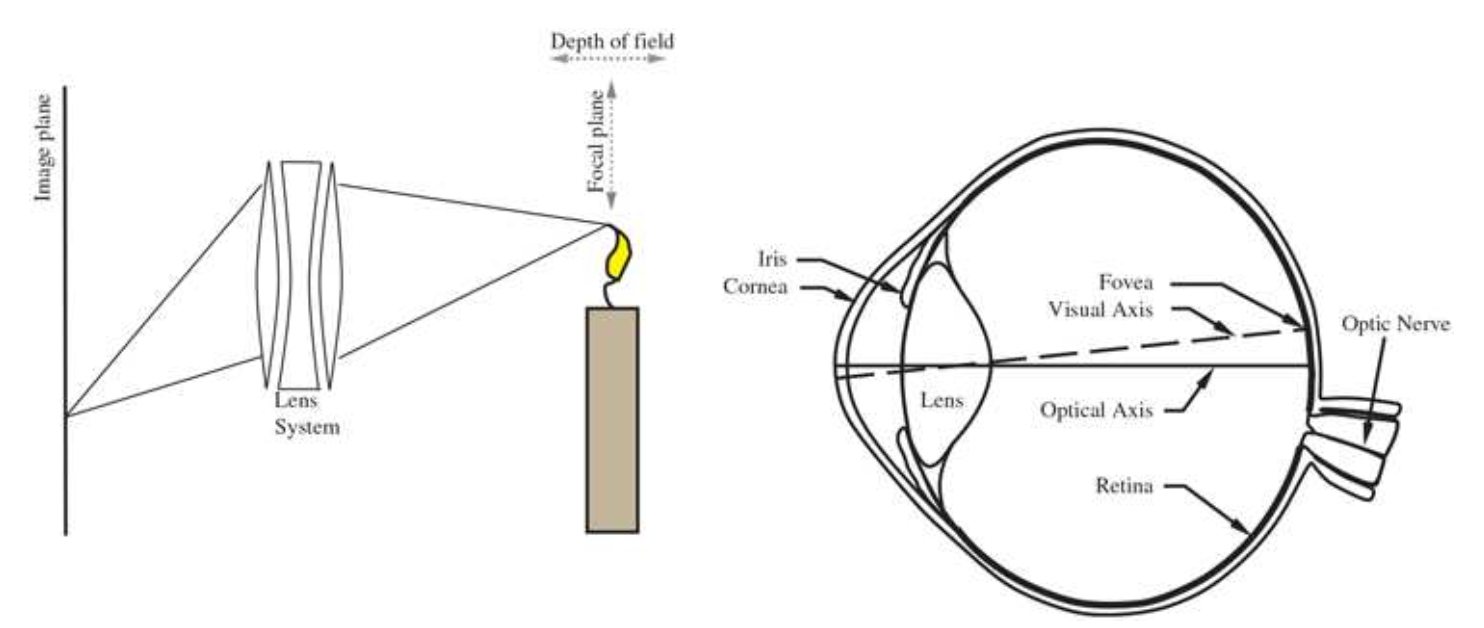 Depth of field
Image plane
Focal plane
Lens
System
Iris
Cornea
Fovea
Visual Axis
Optic Nerve
Lens
Optical Axis
Retina